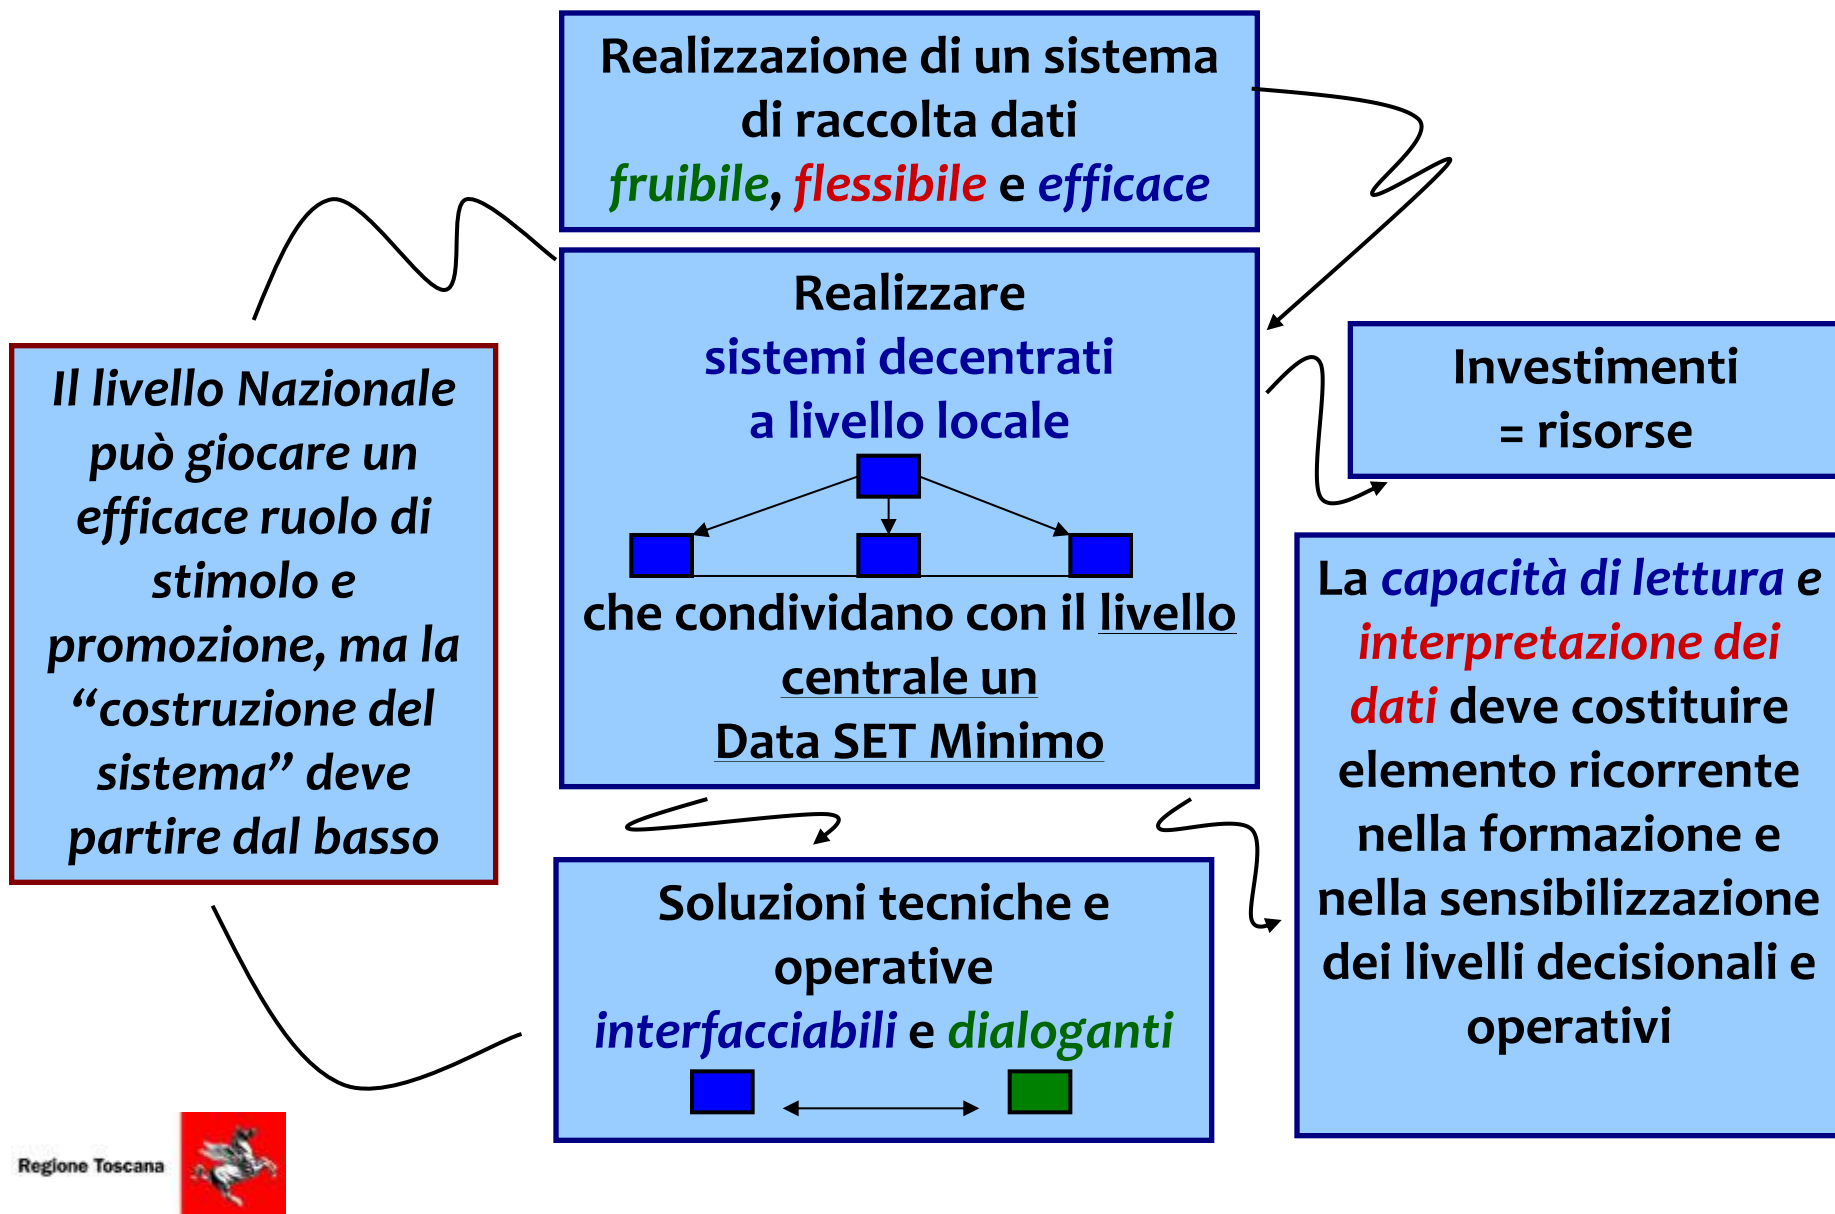 Realizzazione di un sistema
di raccolta dati
fruibile, flessibile e efficace
Realizzare
sistemi decentrati
a livello locale
che condividano con il livello
centrale un
Data SET Minimo
Il livello Nazionale
può giocare un
efficace ruolo di
stimolo e
promozione, ma la
“costruzione del
sistema” deve
partire dal basso
Investimenti
= risorse
La capacità di lettura e
interpretazione dei
dati deve costituire
elemento ricorrente
nella formazione e
nella sensibilizzazione
dei livelli decisionali e
operativi
Soluzioni tecniche e
operative
interfacciabili e dialoganti
Regione Toscana